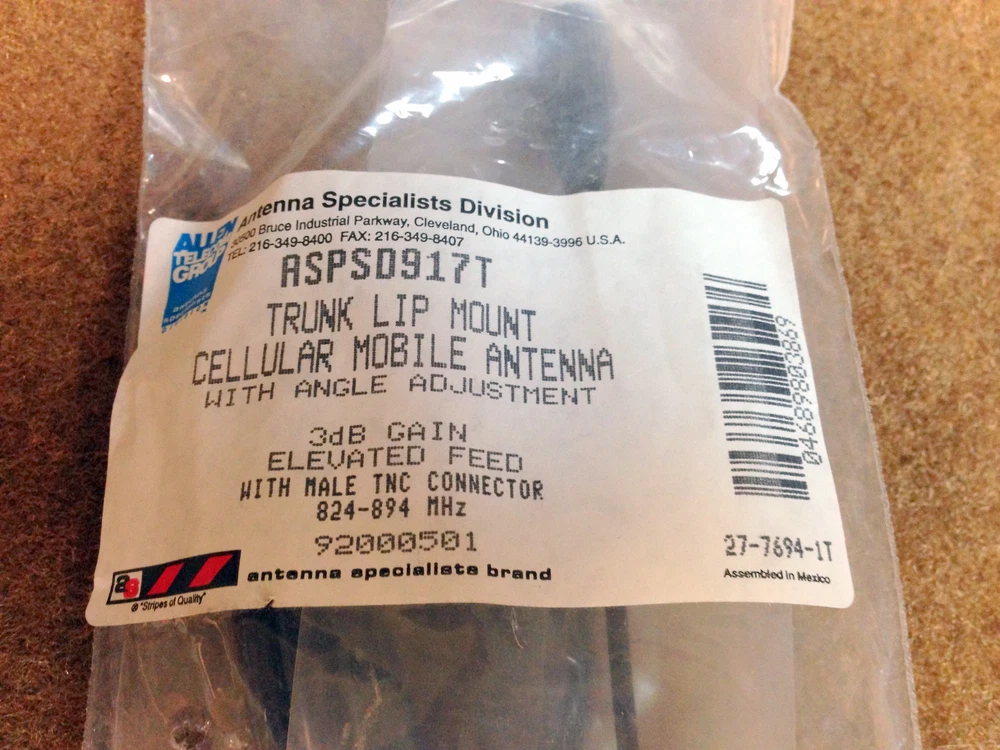 Antenna Specialists Division
30500 Bruce Industrial Parkway, Cleveland, Ohio 44139-3996 U.S.A.
TEL: 216-349-8400 FAX: 216-349-8407
ALLEN
TELECOM
GROUP
ASPSD917T
TRUNK LIP MOUNT
CELLULAR MOBILE ANTENNA
WITH ANGLE ADJUSTMENT
3dB GAIN
ELEVATED FEED
WITH MALE TNC CONNECTOR
824-894 MHz
92000501
046898803869
27-7694-1T
Assembled in Mexico
antenna specialists brand
® "Stripes of Quality"